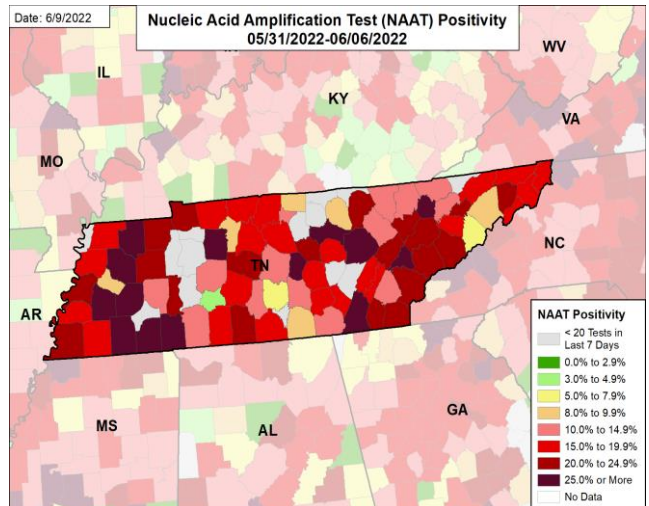 Date: 6/9/2022
Nucleic Acid Amplification Test (NAAT) Positivity
05/31/2022-06/06/2022
IL
WV
KY
VA
MO
TN
NC
AR
MS
AL
GA
NAAT Positivity
< 20 Tests in
Last 7 Days
0.0% to 2.9%
3.0% to 4.9%
5.0% to 7.9%
8.0% to 9.9%
10.0% to 14.9%
15.0% to 19.9%
20.0% to 24.9%
25.0% or More
No Data